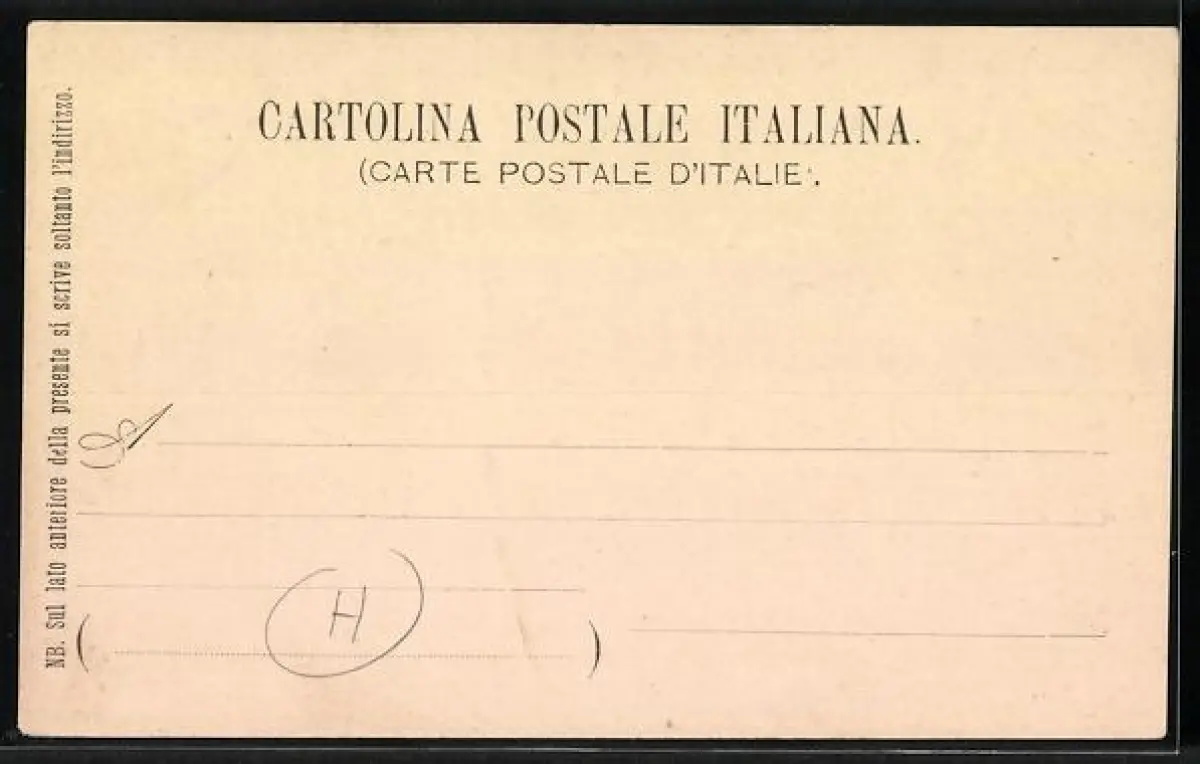 CARTOLINA POSTALE ITALIANA.
(CARTE POSTALE D'ITALIE).
NB. Sul lato anteriore della presente si scrive soltanto l'indirizzo.
A
( )
H